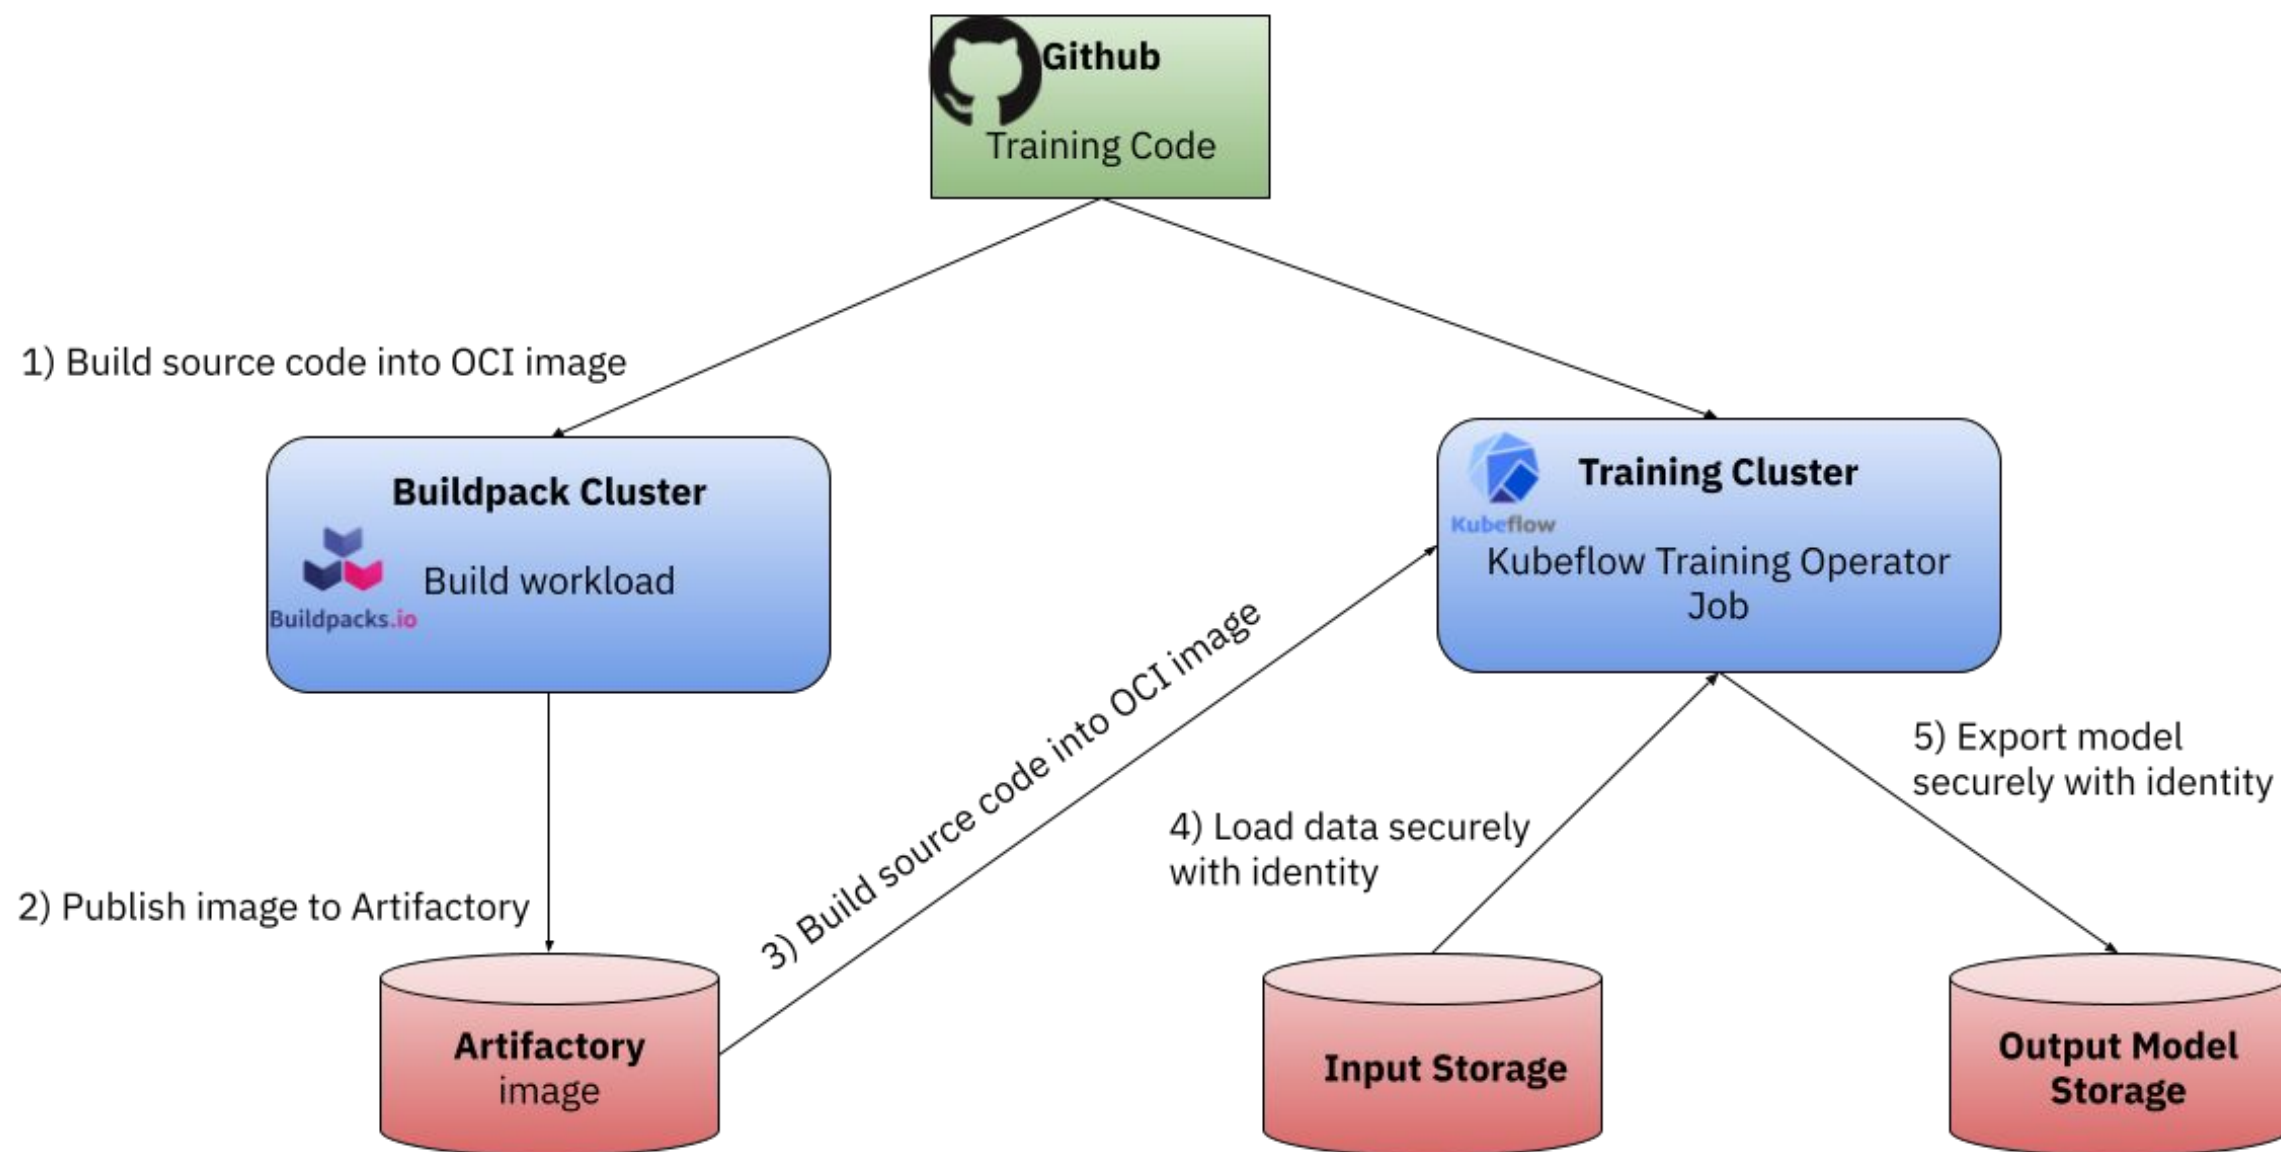 Github
Training Code
1) Build source code into OCI image
Buildpack Cluster
Build workload
Buildpacks.io
Training Cluster
Kubeflow
Kubeflow Training Operator
Job
3) Build source code into OCI image
5) Export model
securely with identity
4) Load data securely
with identity
2) Publish image to Artifactory
Artifactory
image
Input Storage
Output Model
Storage